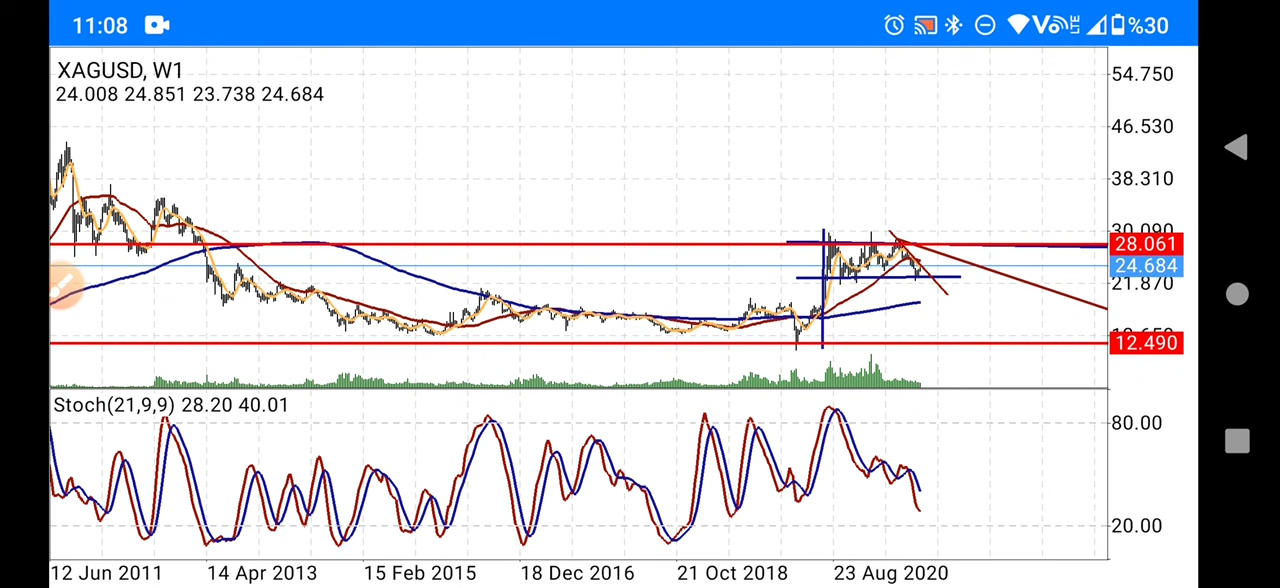 11:08
LTE
%30
XAGUSD, W1
24.008 24.851 23.738 24.684
54.750
46.530
38.310
28.061
24.684
21.870
12.490
Stoch(21,9,9) 28.20 40.01
80.00
20.00
12 Jun 2011 14 Apr 2013 15 Feb 2015 18 Dec 2016 21 Oct 2018 23 Aug 2020